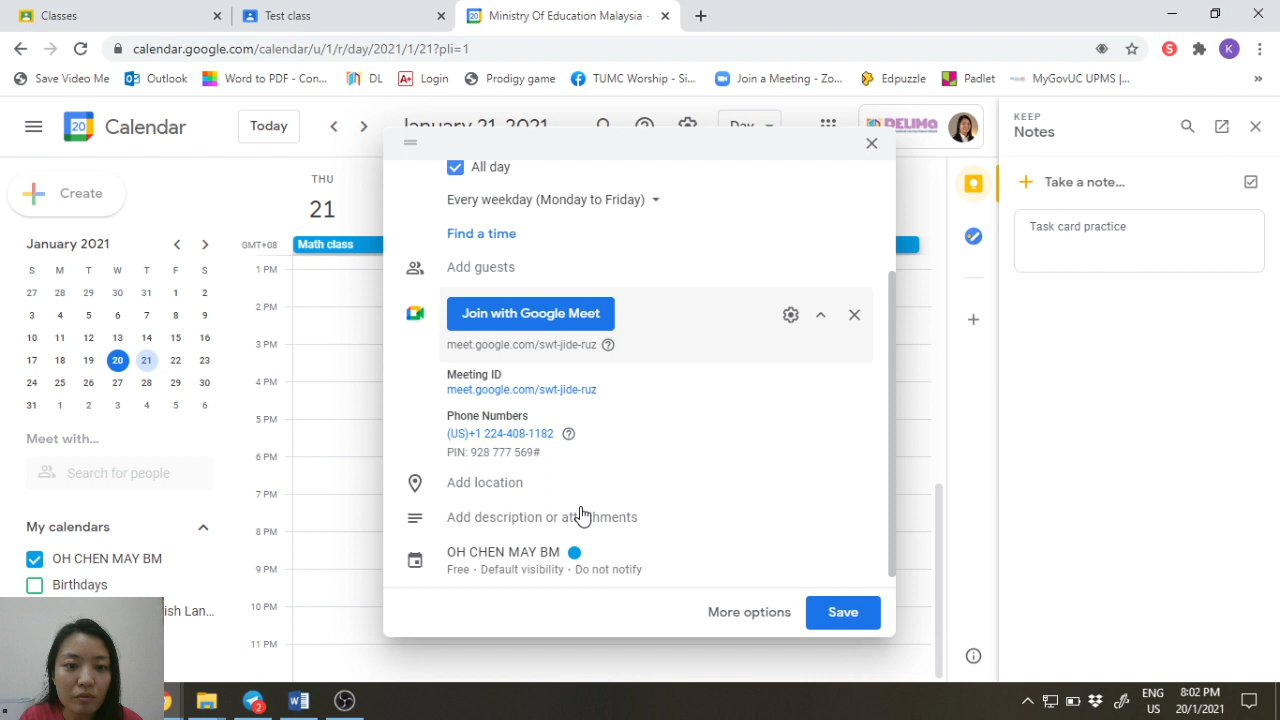 Classes
Test class
Ministry Of Education Malaysia -
calendar.google.com/calendar/u/1/r/day/2021/1/21?pli=1
S
K
Save Video Me
Outlook
Word to PDF - Con...
DL
Login
Prodigy game
TUMC Worship - Si...
Join a Meeting - Zo...
Edpuzzle
Padlet
MyGovUC UPMS |...
»
20
Calendar
Today
January 21, 2021
Day
DELIMa
KEEP
Notes
Create
THU
21
Take a note...
Task card practice
January 2021
S M T W T F S
27 28 29 30 31 1 2
3 4 5 6 7 8 9
10 11 12 13 14 15 16
17 18 19 20 21 22 23
24 25 26 27 28 29 30
31 1 2 3 4 5 6
GMT+08
Math class
1 PM
2 PM
3 PM
4 PM
5 PM
6 PM
7 PM
8 PM
9 PM
10 PM
11 PM
Meet with...
Search for people
My calendars
OH CHEN MAY BM
Birthdays
ish Lan...
All day
Every weekday (Monday to Friday)
Find a time
Add guests
Join with Google Meet
meet.google.com/swt-jide-ruz
Meeting ID
meet.google.com/swt-jide-ruz
Phone Numbers
(US)+1 224-408-1182
PIN: 928 777 569#
Add location
Add description or attachments
OH CHEN MAY BM
Free · Default visibility · Do not notify
More options
Save
2
ENG
US
8:02 PM
20/1/2021